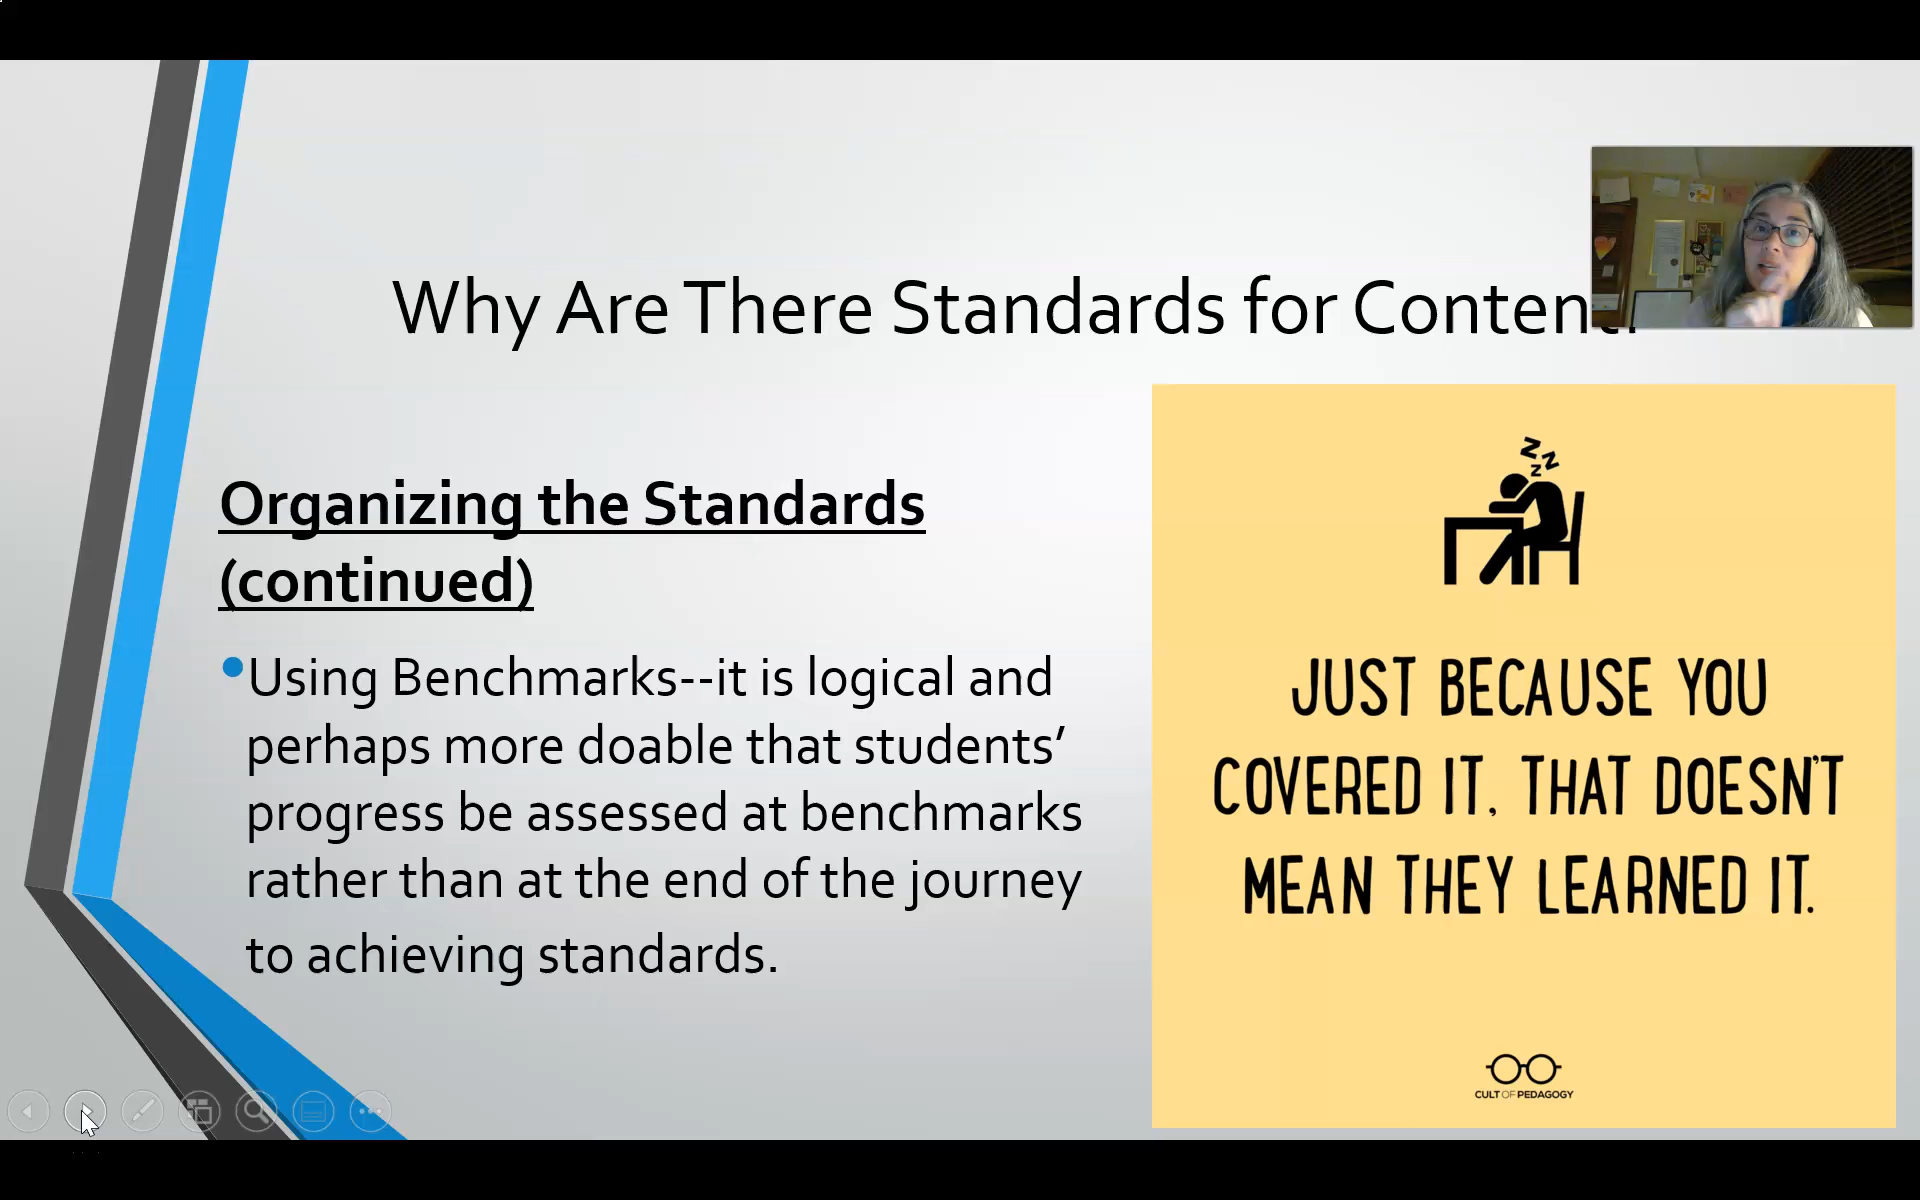 Why Are There Standards for Content
Organizing the Standards
(continued)
•Using Benchmarks--it is logical and
perhaps more doable that students’
progress be assessed at benchmarks
rather than at the end of the journey
to achieving standards.
z z z
JUST BECAUSE YOU
COVERED IT, THAT DOESN'T
MEAN THEY LEARNED IT.
CULT OF PEDAGOGY